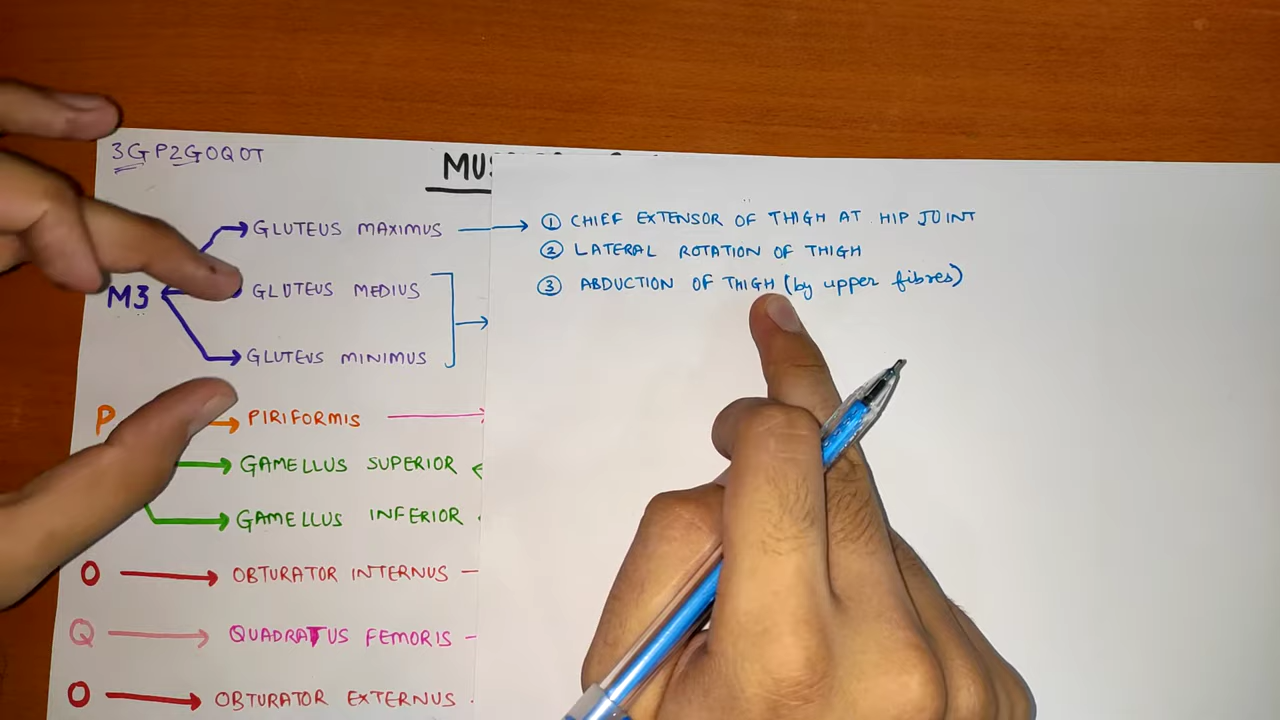 3GP2GOQOT
MUS
GLUTEUS MAXIMUS
① CHIEF EXTENSOR OF THIGH AT HIP JOINT
② LATERAL ROTATION OF THIGH
③ ABDUCTION OF THIGH (by upper fibres)
M3
GLUTEUS MEDIUS
GLUTEUS MINIMUS
P
PIRIFORMIS
GAMELLUS SUPERIOR
GAMELLUS INFERIOR
O
OBTURATOR INTERNUS
Q
QUADRATUS FEMORIS
O
OBTURATOR EXTERNUS